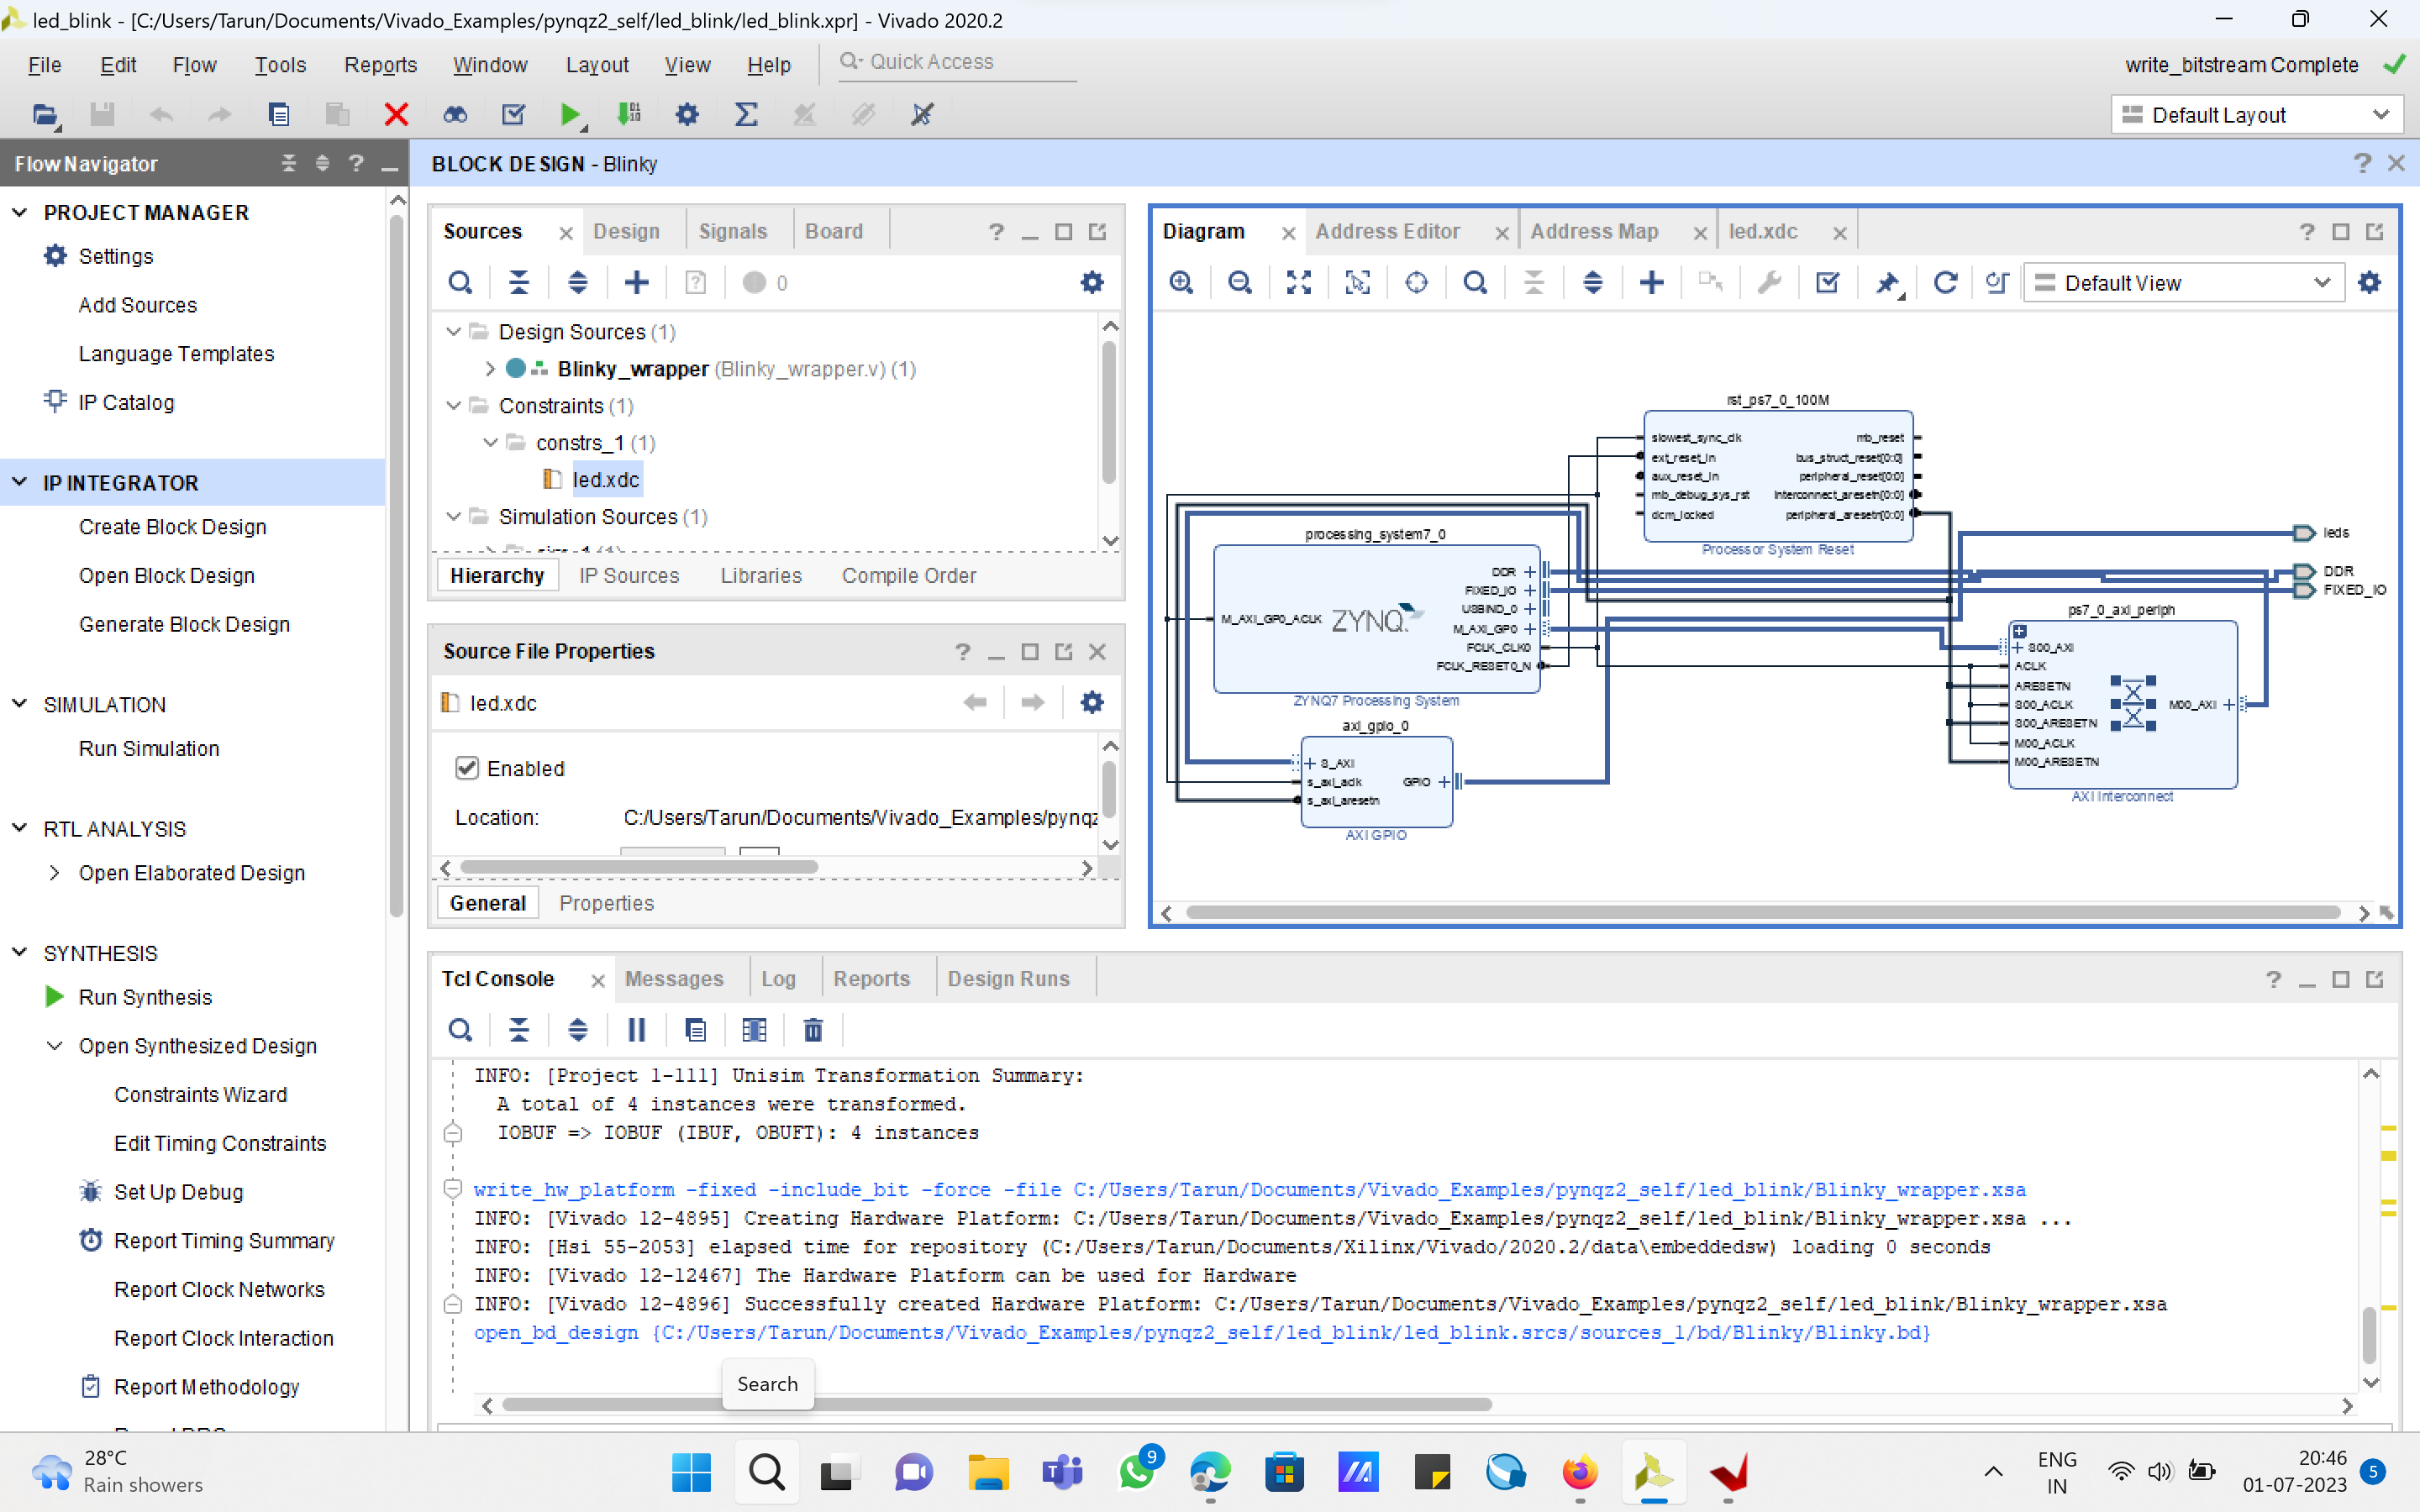 led_blink - [C:/Users/Tarun/Documents/Vivado_Examples/pynqz2_self/led_blink/led_blink.xpr] - Vivado 2020.2
File Edit Flow Tools Reports Window Layout View Help Quick Access
write_bitstream Complete
Default Layout
Flow Navigator
PROJECT MANAGER
Settings
Add Sources
Language Templates
IP Catalog
IP INTEGRATOR
Create Block Design
Open Block Design
Generate Block Design
SIMULATION
Run Simulation
RTL ANALYSIS
Open Elaborated Design
SYNTHESIS
Run Synthesis
Open Synthesized Design
Constraints Wizard
Edit Timing Constraints
Set Up Debug
Report Timing Summary
Report Clock Networks
Report Clock Interaction
Report Methodology
BLOCK DESIGN - Blinky
Sources Design Signals Board
0
Design Sources (1)
Blinky_wrapper (Blinky_wrapper.v) (1)
Constraints (1)
constrs_1 (1)
led.xdc
Simulation Sources (1)
Hierarchy IP Sources Libraries Compile Order
Source File Properties
led.xdc
Enabled
Location: C:/Users/Tarun/Documents/Vivado_Examples/pynqz
General Properties
Diagram Address Editor Address Map led.xdc
Default View
rst_ps7_0_100M
slowest_sync_clk mb_reset
ext_reset_in bus_struct_reset[0:0]
aux_reset_in peripheral_reset[0:0]
mb_debug_sys_rst interconnect_aresetn[0:0]
dcm_locked peripheral_aresetn[0:0]
Processor System Reset
processing_system7_0
DDR
FIXED_IO
USBIND_0
M_AXI_GP0_ACLK ZYNQ M_AXI_GP0
FCLK_CLK0
FCLK_RESET0_N
ZYNQ7 Processing System
axi_gpio_0
S_AXI
s_axi_aclk GPIO
s_axi_aresetn
AXI GPIO
leds
DDR
FIXED_IO
ps7_0_axi_periph
S00_AXI
ACLK
ARESETN
S00_ACLK M00_AXI
S00_ARESETN
M00_ACLK
M00_ARESETN
AXI Interconnect
Tcl Console Messages Log Reports Design Runs
INFO: [Project 1-111] Unisim Transformation Summary:
A total of 4 instances were transformed.
IOBUF => IOBUF (IBUF, OBUFT): 4 instances
write_hw_platform -fixed -include_bit -force -file C:/Users/Tarun/Documents/Vivado_Examples/pynqz2_self/led_blink/Blinky_wrapper.xsa
INFO: [Vivado 12-4895] Creating Hardware Platform: C:/Users/Tarun/Documents/Vivado_Examples/pynqz2_self/led_blink/Blinky_wrapper.xsa ...
INFO: [Hsi 55-2053] elapsed time for repository (C:/Users/Tarun/Documents/Xilinx/Vivado/2020.2/data\embeddedsw) loading 0 seconds
INFO: [Vivado 12-12467] The Hardware Platform can be used for Hardware
INFO: [Vivado 12-4896] Successfully created Hardware Platform: C:/Users/Tarun/Documents/Vivado_Examples/pynqz2_self/led_blink/Blinky_wrapper.xsa
open_bd_design {C:/Users/Tarun/Documents/Vivado_Examples/pynqz2_self/led_blink/led_blink.srcs/sources_1/bd/Blinky/Blinky.bd}
Search
28°C
Rain showers
9
ENG
IN
20:46
01-07-2023
5